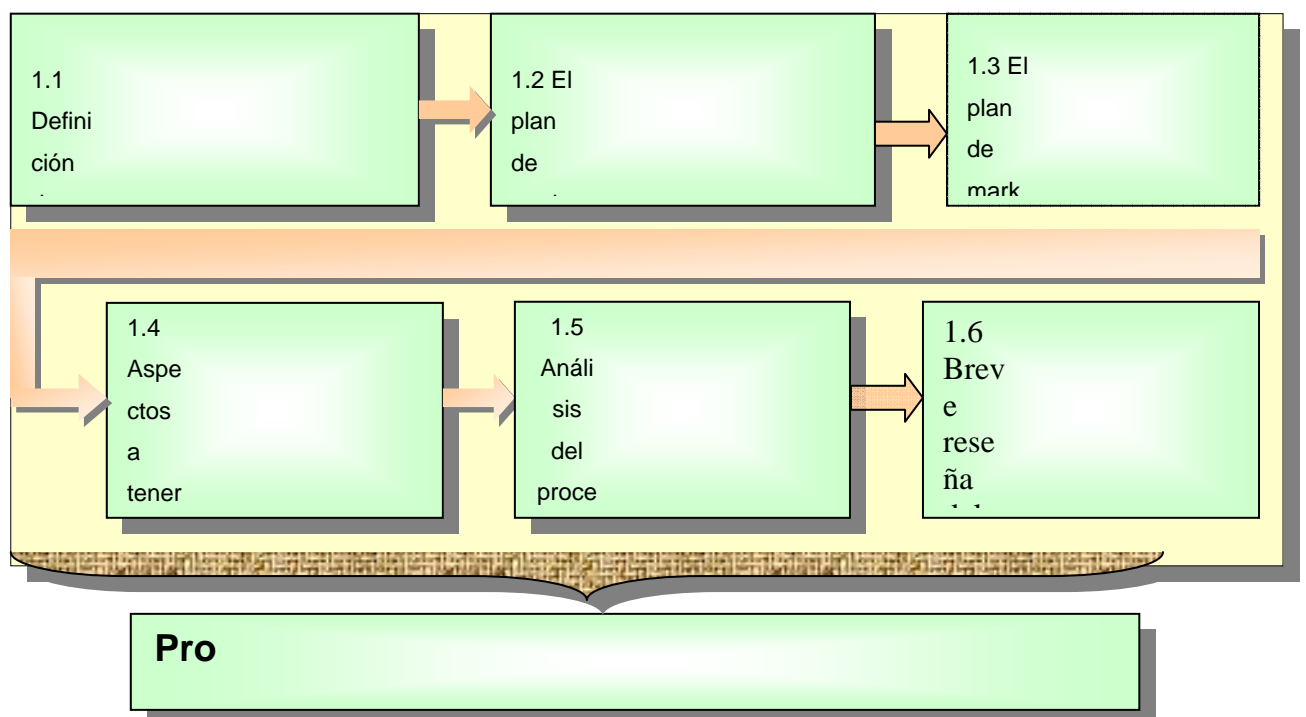 1.1
Defini
ción
1.2 El
plan
de
1.3 El
plan
de
mark
1.4
Aspe
ctos
a
tener
1.5
Análi
sis
del
proce
1.6
Brev
e
rese
ña
Pro